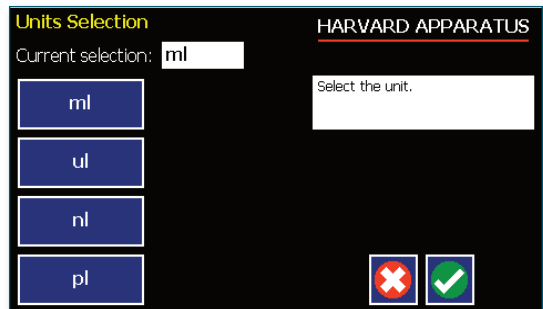 Units Selection
HARVARD APPARATUS
Current selection: ml
Select the unit.
ml
ul
nl
pl